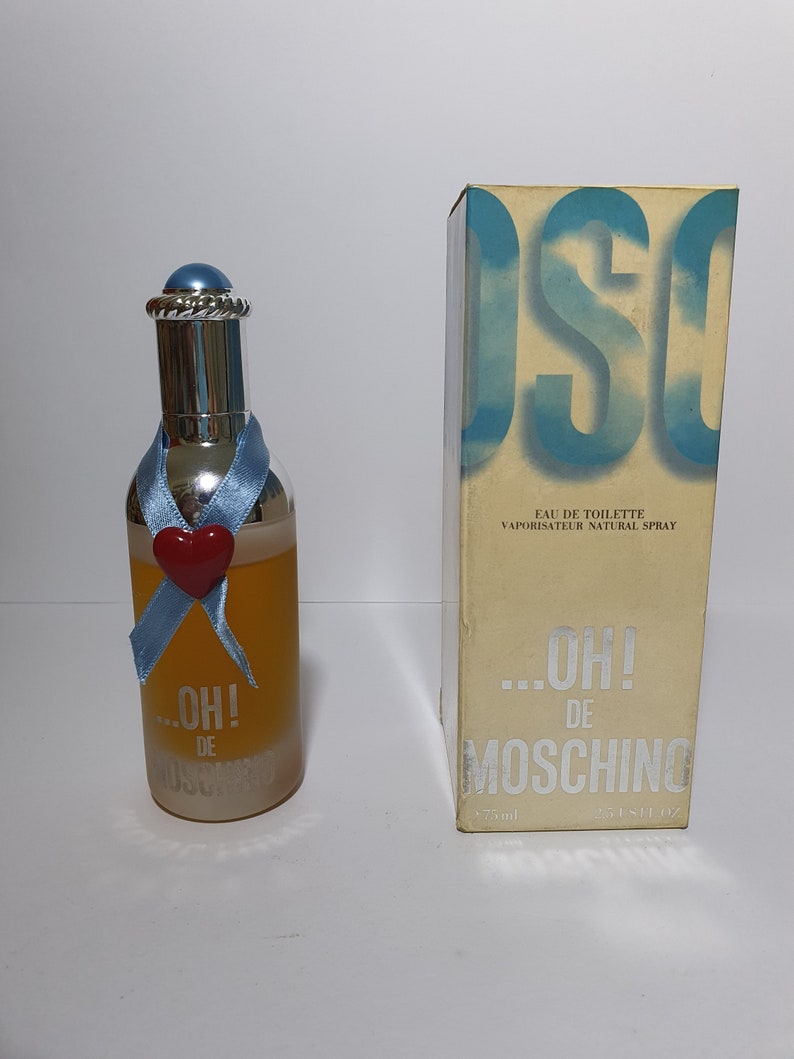 ...OH!
DE
MOSCHINO
OSC
EAU DE TOILETTE
VAPORISATEUR NATURAL SPRAY
...OH!
DE
MOSCHINO
75 ml 2.5 US FL OZ